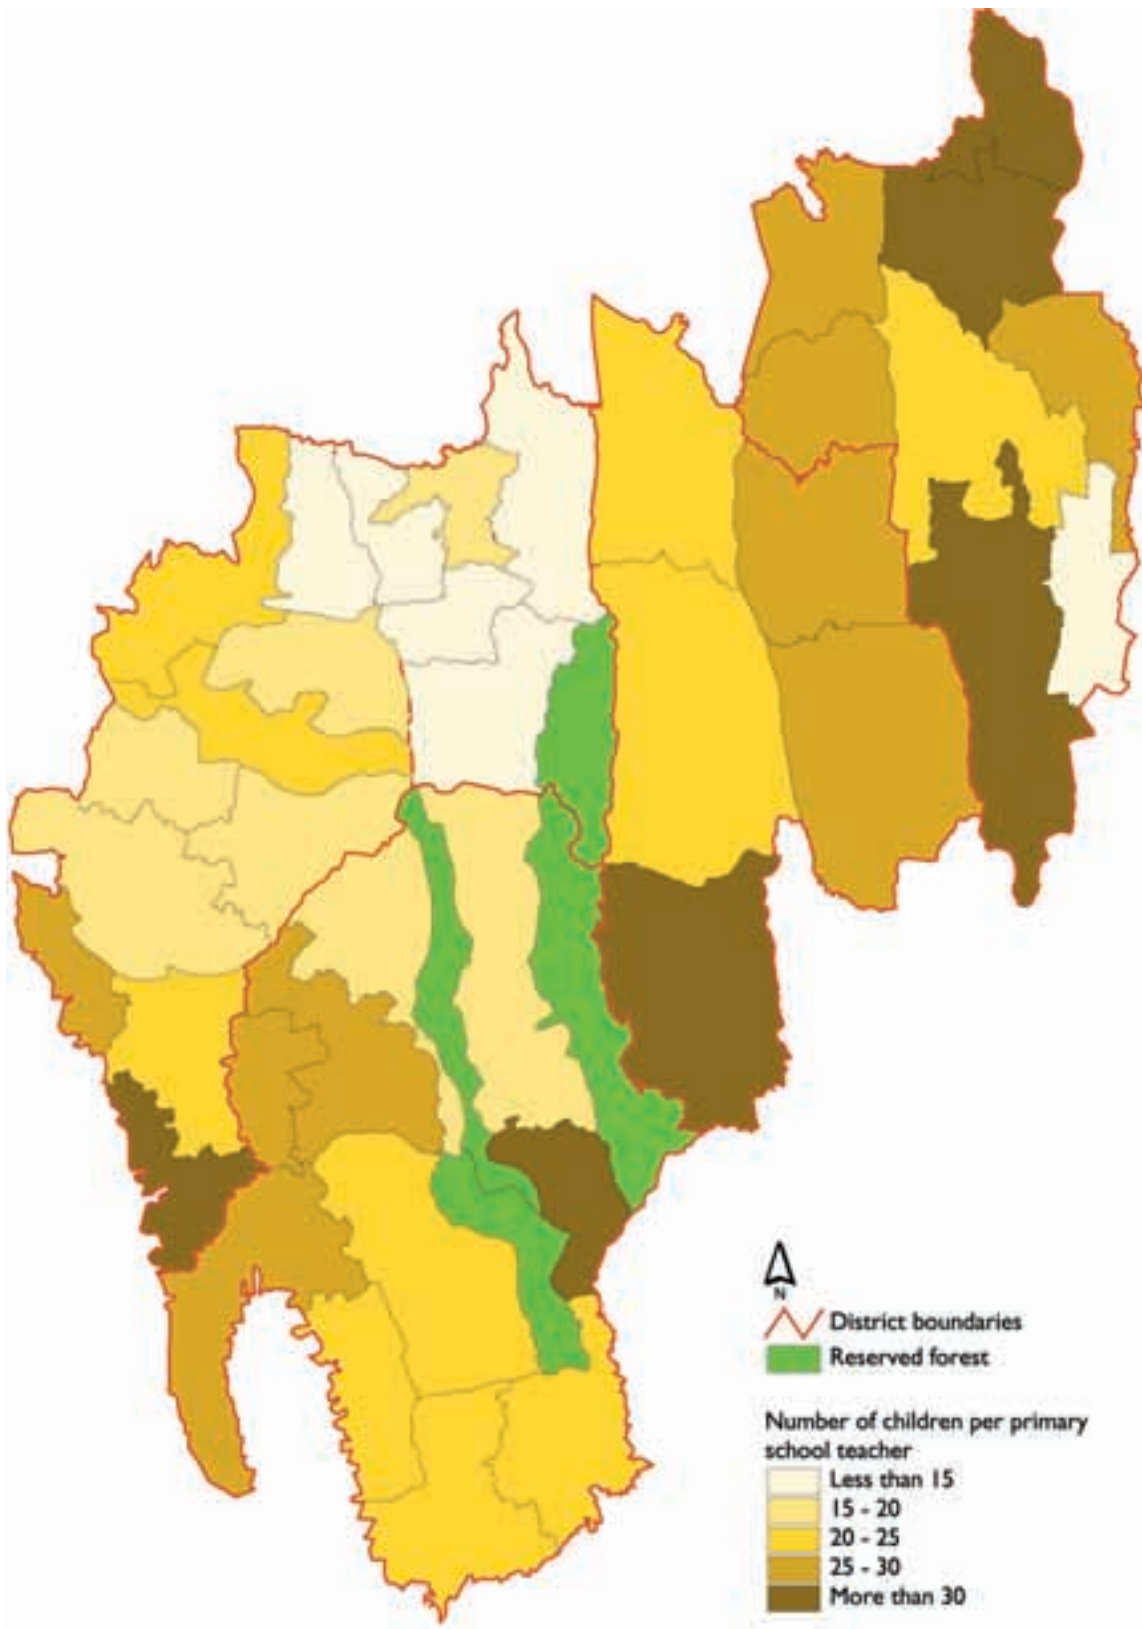 N
District boundaries
Reserved forest
Number of children per primary
school teacher
Less than 15
15 - 20
20 - 25
25 - 30
More than 30